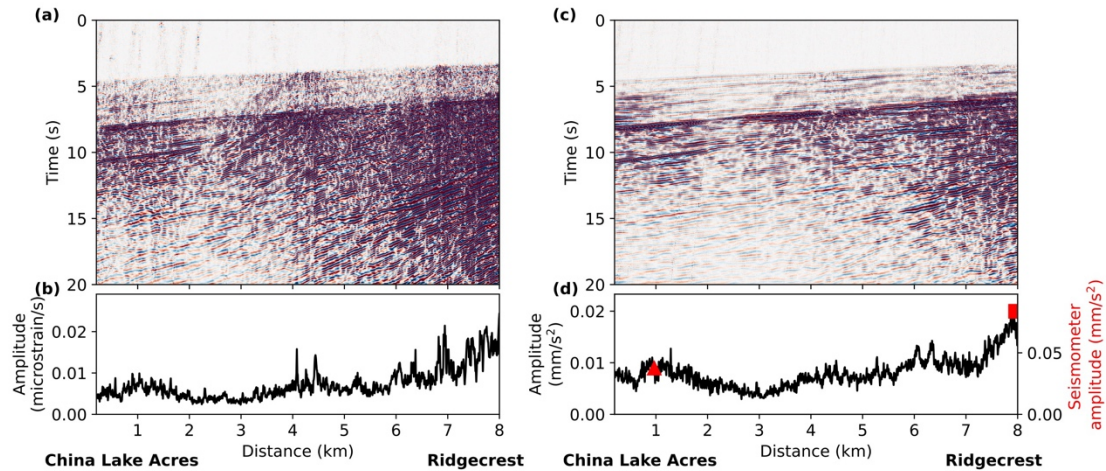 (a)
(c)
0
5
10
15
20
Time (s)
0
5
10
15
20
Time (s)
(b)
(d)
0.02
0.01
0.00
Amplitude
(microstrain/s)
1 2 3 4 5 6 7 8
Distance (km)
China Lake Acres
Ridgecrest
0.02
0.01
0.00
Amplitude
(mm/s²)
0.05
0.00
Seismometer
amplitude (mm/s²)
1 2 3 4 5 6 7 8
Distance (km)
China Lake Acres
Ridgecrest